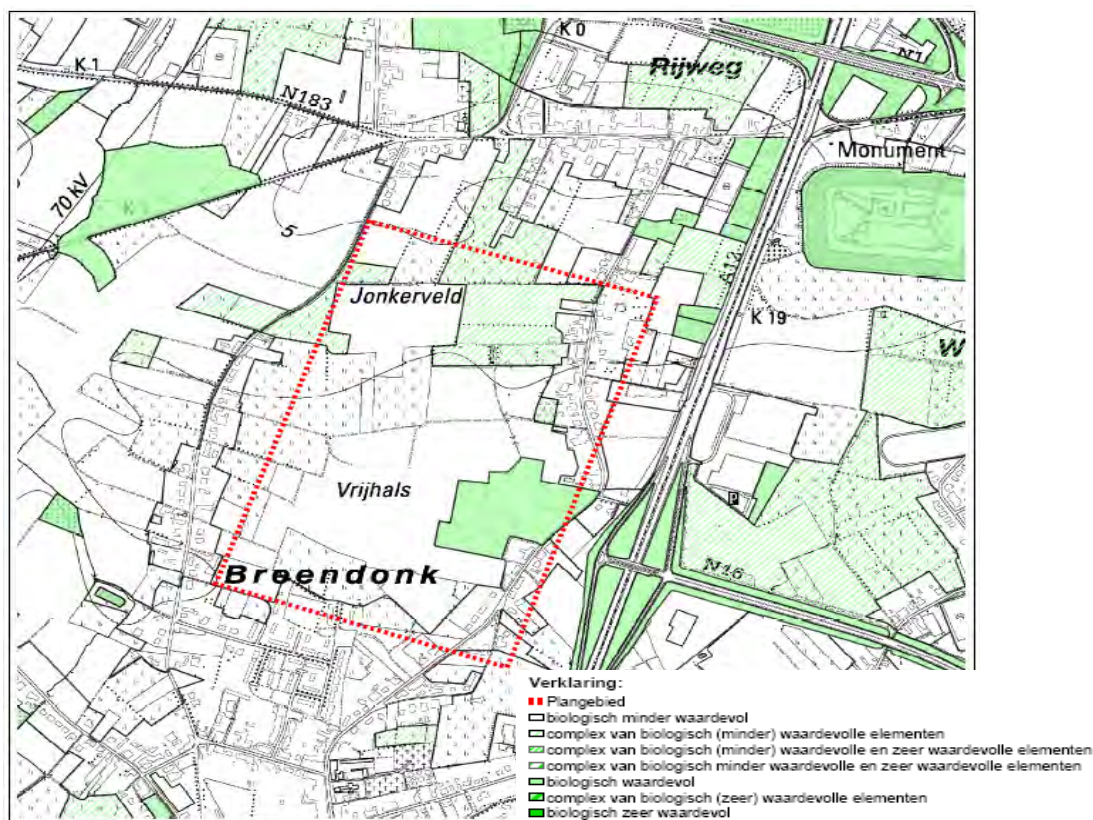 K 0
N1
K 1
Rijweg
N183
Monument
70 KV
5
A12
Jonkerveld
K 19
W
Vrijhals
P
N16
Breendonk
Verklaring:
Plangebied
biologisch minder waardevol
complex van biologisch (minder) waardevolle elementen
complex van biologisch (minder) waardevolle en zeer waardevolle elementen
complex van biologisch minder waardevolle en zeer waardevolle elementen
biologisch waardevol
complex van biologisch (zeer) waardevolle elementen
biologisch zeer waardevol